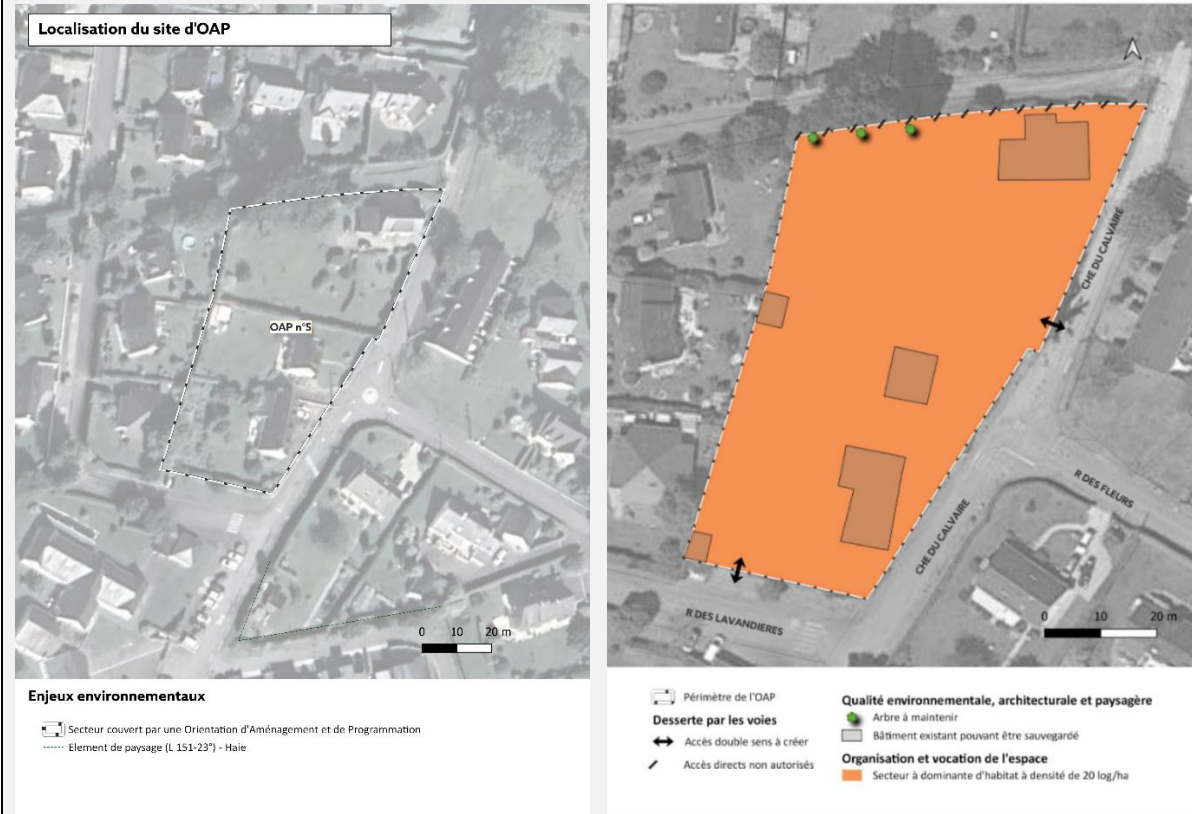 Localisation du site d'OAP
OAP n°5
0 10 20 m
Enjeux environnementaux
Secteur couvert par une Orientation d'Aménagement et de Programmation
Element de paysage (L 151-23°) - Haie
CHE DU CALVAIRE
R DES FLEURS
CHE DU CALVAIRE
R DES LAVANDIERES
0 10 20 m
Périmètre de l'OAP
Desserte par les voies
Accès double sens à créer
Accès directs non autorisés
Qualité environnementale, architecturale et paysagère
Arbre à maintenir
Bâtiment existant pouvant être sauvegardé
Organisation et vocation de l'espace
Secteur à dominante d'habitat à densité de 20 log/ha